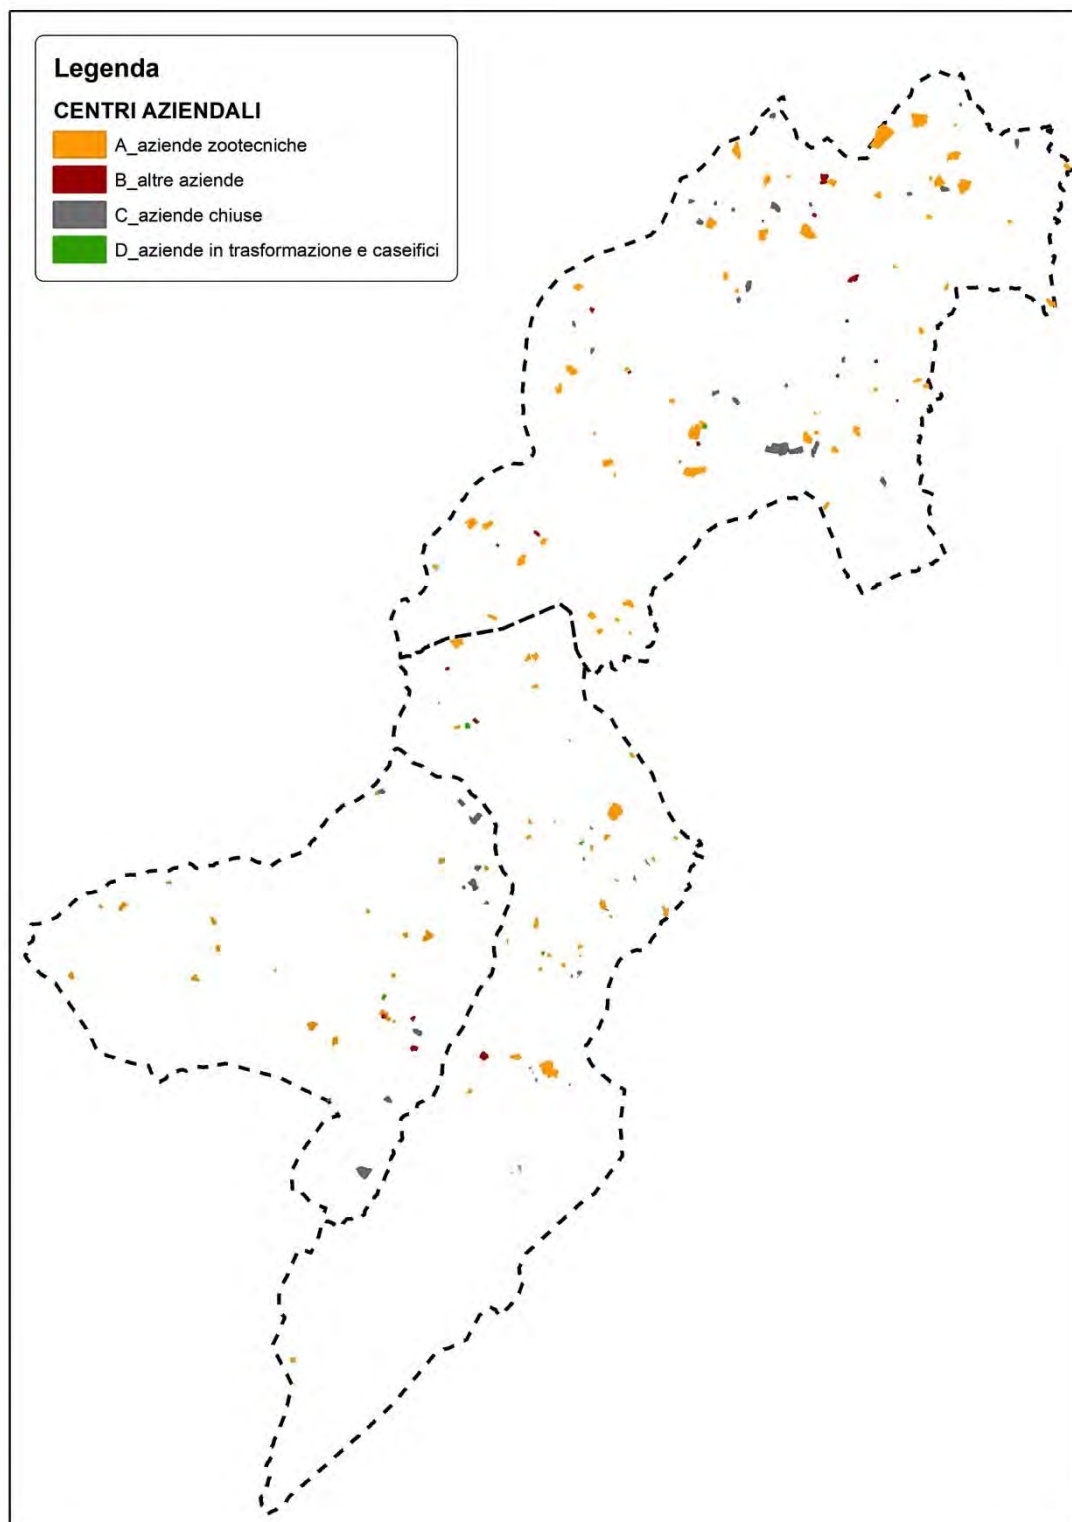 Legenda
CENTRI AZIENDALI
A_aziende zootecniche
B_altre aziende
C_aziende chiuse
D_aziende in trasformazione e caseifici